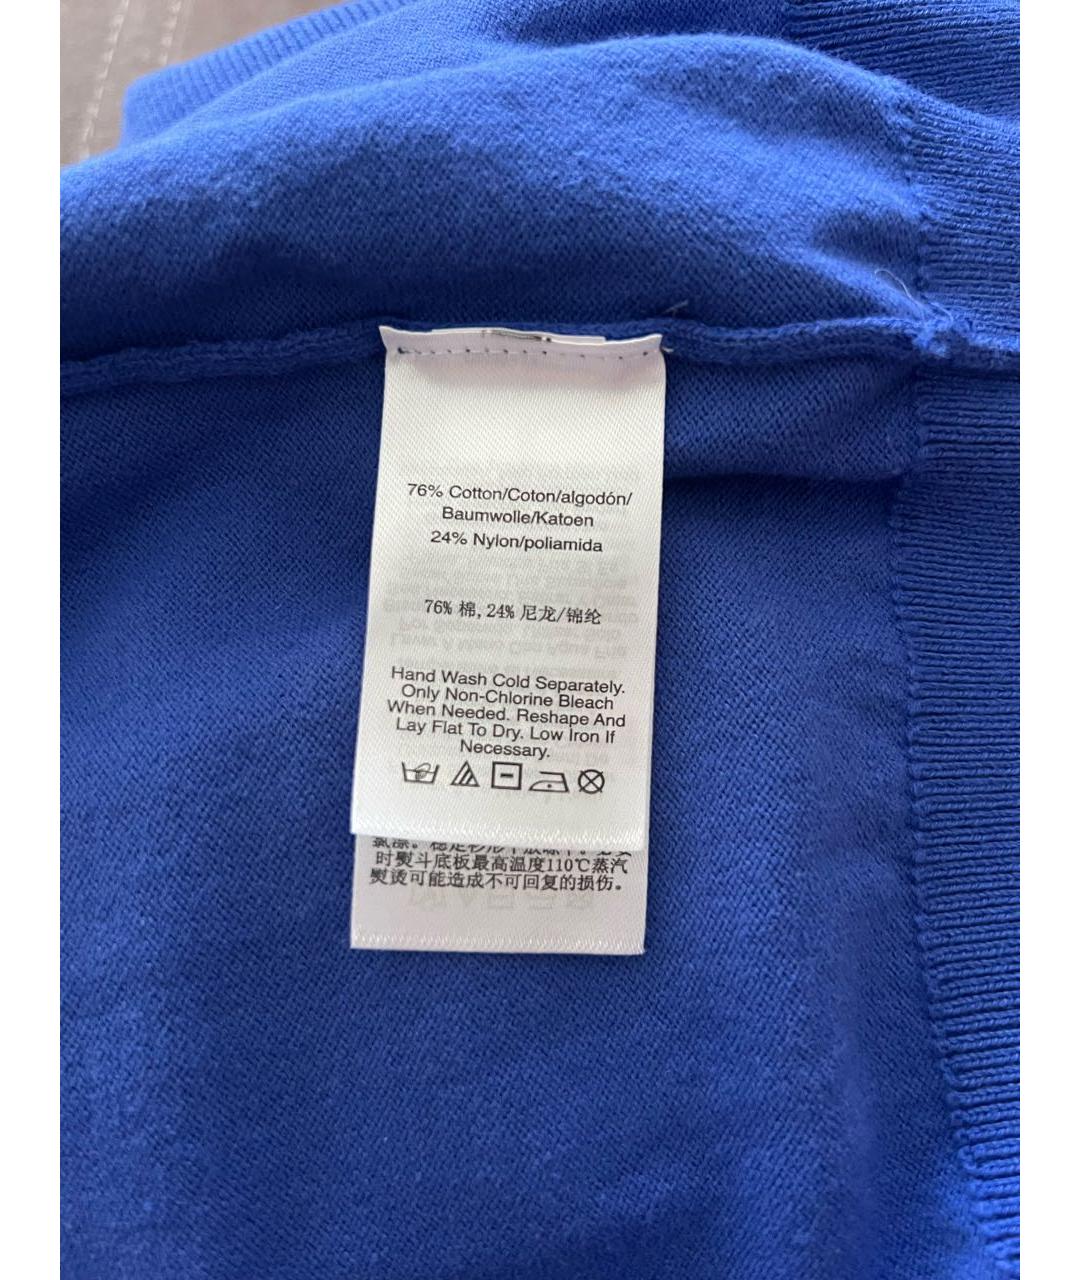 76% Cotton/Coton/algodón/
Baumwolle/Katoen
24% Nylon/poliamida
76% 棉,24% 尼龙/锦纶
Hand Wash Cold Separately.
Only Non-Chlorine Bleach
When Needed. Reshape And
Lay Flat To Dry. Low Iron If
Necessary.
时熨斗底板最高温度110℃蒸汽
熨烫可能造成不可回复的损伤。